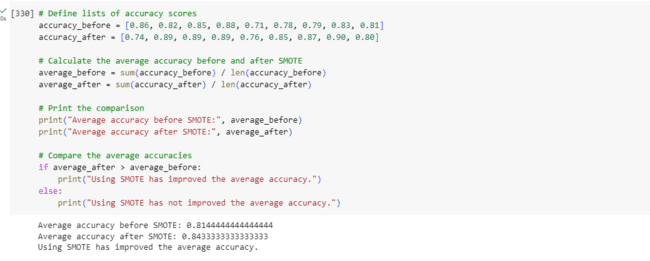 [330] # Define lists of accuracy scores
0s accuracy_before = [0.86, 0.82, 0.85, 0.88, 0.71, 0.78, 0.79, 0.83, 0.81]
accuracy_after = [0.74, 0.89, 0.89, 0.89, 0.76, 0.85, 0.87, 0.90, 0.80]
# Calculate the average accuracy before and after SMOTE
average_before = sum(accuracy_before) / len(accuracy_before)
average_after = sum(accuracy_after) / len(accuracy_after)
# Print the comparison
print("Average accuracy before SMOTE:", average_before)
print("Average accuracy after SMOTE:", average_after)
# Compare the average accuracies
if average_after > average_before:
print("Using SMOTE has improved the average accuracy.")
else:
print("Using SMOTE has not improved the average accuracy.")
Average accuracy before SMOTE: 0.8144444444444444
Average accuracy after SMOTE: 0.8433333333333333
Using SMOTE has improved the average accuracy.